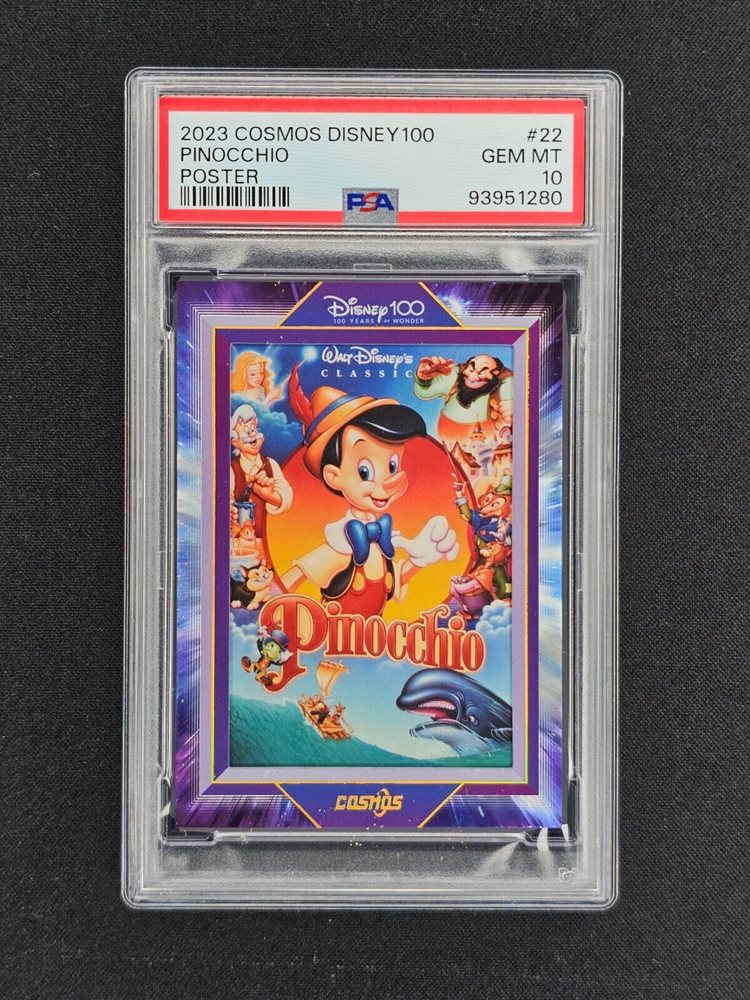 2023 COSMOS DISNEY100 #22
PINOCCHIO GEM MT
POSTER 10
PSA 93951280
Disney100
100 YEARS of WONDER
Walt Disney's
CLASSIC
Pinocchio
COSMOS